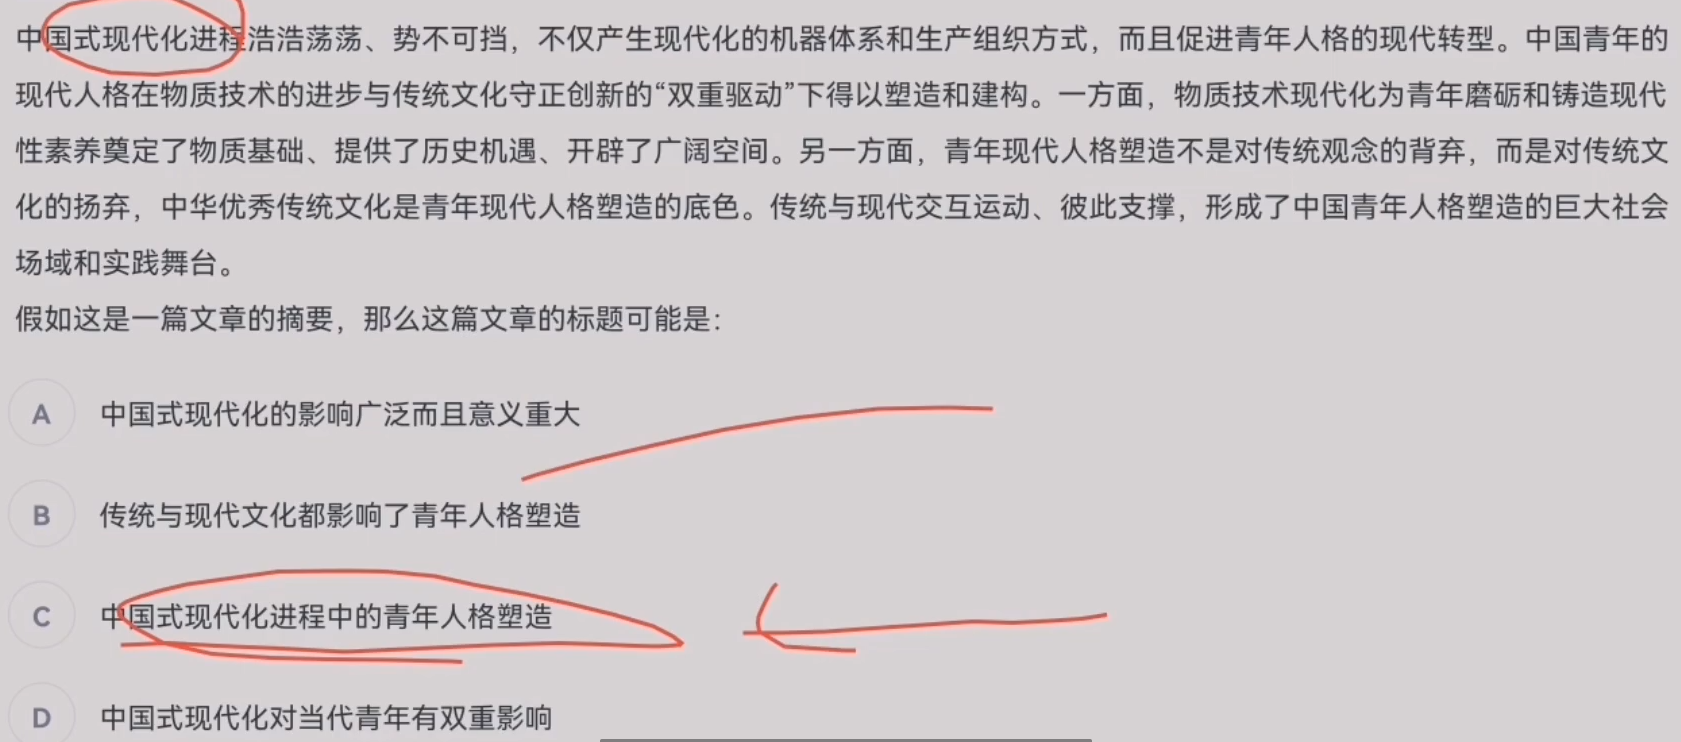 中国式现代化进程浩浩荡荡、势不可挡，不仅产生现代化的机器体系和生产组织方式，而且促进青年人格的现代转型。中国青年的
现代人格在物质技术的进步与传统文化守正创新的“双重驱动”下得以塑造和建构。一方面，物质技术现代化为青年磨砺和铸造现代
性素养奠定了物质基础、提供了历史机遇、开辟了广阔空间。另一方面，青年现代人格塑造不是对传统观念的背弃，而是对传统文
化的扬弃，中华优秀传统文化是青年现代人格塑造的底色。传统与现代交互运动、彼此支撑，形成了中国青年人格塑造的巨大社会
场域和实践舞台。
假如这是一篇文章的摘要，那么这篇文章的标题可能是：
A 中国式现代化的影响广泛而且意义重大
B 传统与现代文化都影响了青年人格塑造
C 中国式现代化进程中的青年人格塑造
D 中国式现代化对当代青年有双重影响